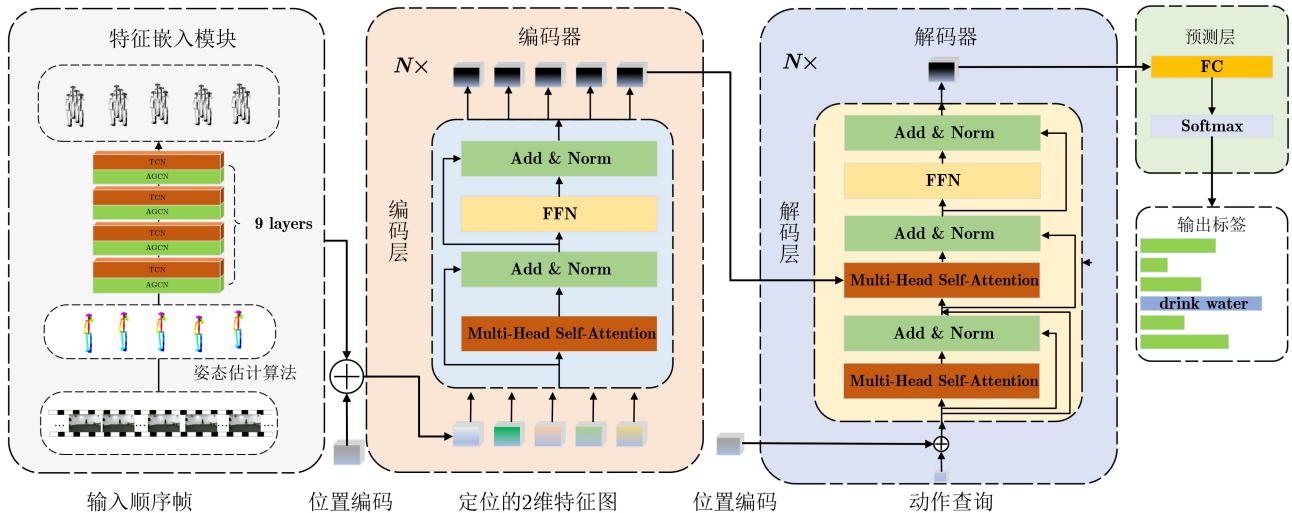 特征嵌入模块
TCN
AGCN
TCN
AGCN
TCN
AGCN
TCN
AGCN
9 layers
姿态估计算法
...
...
输入顺序帧
位置编码
编码器
N×
编码层
Add & Norm
FFN
Add & Norm
Multi-Head Self-Attention
定位的2维特征图
位置编码
解码器
N×
解码层
Add & Norm
FFN
Add & Norm
Multi-Head Self-Attention
Add & Norm
Multi-Head Self-Attention
动作查询
预测层
FC
Softmax
输出标签
drink water